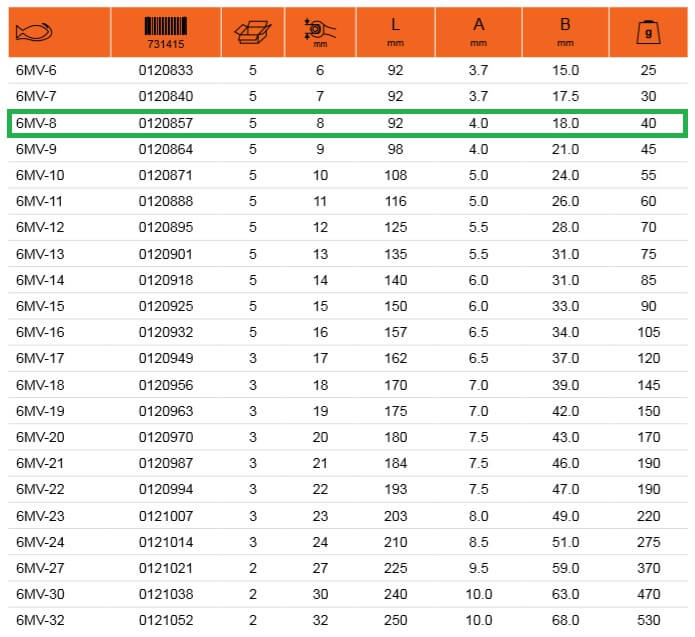 731415 mm L mm A mm B mm g
6MV-6 0120833 5 6 92 3.7 15.0 25
6MV-7 0120840 5 7 92 3.7 17.5 30
6MV-8 0120857 5 8 92 4.0 18.0 40
6MV-9 0120864 5 9 98 4.0 21.0 45
6MV-10 0120871 5 10 108 5.0 24.0 55
6MV-11 0120888 5 11 116 5.0 26.0 60
6MV-12 0120895 5 12 125 5.5 28.0 70
6MV-13 0120901 5 13 135 5.5 31.0 75
6MV-14 0120918 5 14 140 6.0 31.0 85
6MV-15 0120925 5 15 150 6.0 33.0 90
6MV-16 0120932 5 16 157 6.5 34.0 105
6MV-17 0120949 3 17 162 6.5 37.0 120
6MV-18 0120956 3 18 170 7.0 39.0 145
6MV-19 0120963 3 19 175 7.0 42.0 150
6MV-20 0120970 3 20 180 7.5 43.0 170
6MV-21 0120987 3 21 184 7.5 46.0 190
6MV-22 0120994 3 22 193 7.5 47.0 190
6MV-23 0121007 3 23 203 8.0 49.0 220
6MV-24 0121014 3 24 210 8.5 51.0 275
6MV-27 0121021 2 27 225 9.5 59.0 370
6MV-30 0121038 2 30 240 10.0 63.0 470
6MV-32 0121052 2 32 250 10.0 68.0 530